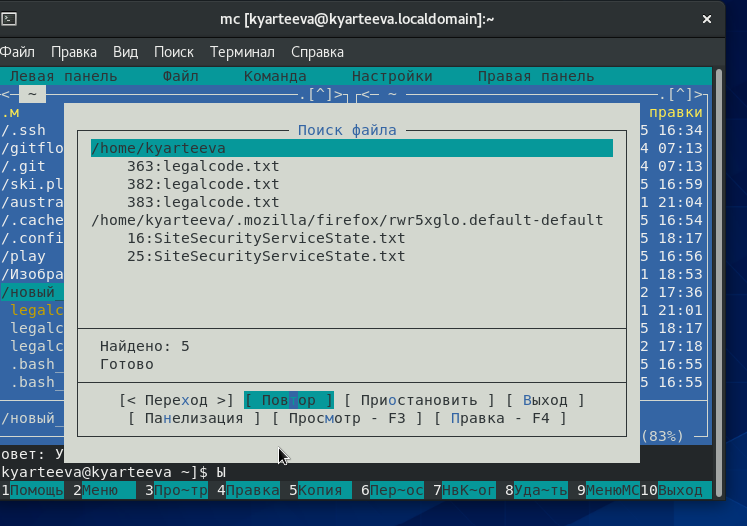 mc [kyarteeva@kyarteeva.localdomain]:~
Файл Правка Вид Поиск Терминал Справка
Левая панель Файл Команда Настройки Правая панель
<— ~ .[^]> <— ~ .[^]>
.м правки
/.ssh 5 16:34
/gitflo 4 07:13
/.git 4 07:13
/ski.pl 5 16:59
/austra 1 21:04
/.cache 5 16:54
/.confi 5 18:17
/play 5 16:56
/Изобра 1 18:53
/новый 2 17:36
legalc 1 21:01
legalc 5 18:17
legalc 2 17:18
.bash_ 5 16:55
.bash_ 5 16:55
/новый_
(83%)
Поиск файла
/home/kyarteeva
363:legalcode.txt
382:legalcode.txt
383:legalcode.txt
/home/kyarteeva/.mozilla/firefox/rwr5xglo.default-default
16:SiteSecurityServiceState.txt
25:SiteSecurityServiceState.txt
Найдено: 5
Готово
[< Переход >] [ Повтор ] [ Приостановить ] [ Выход ]
[ Панелизация ] [ Просмотр - F3 ] [ Правка - F4 ]
овет: У
kyarteeva@kyarteeva ~]$ Ы
1Помощь 2Меню 3Про~тр 4Правка 5Копия 6Пер~ос 7НвК~ог 8Уда~ть 9МенюMC 10Выход